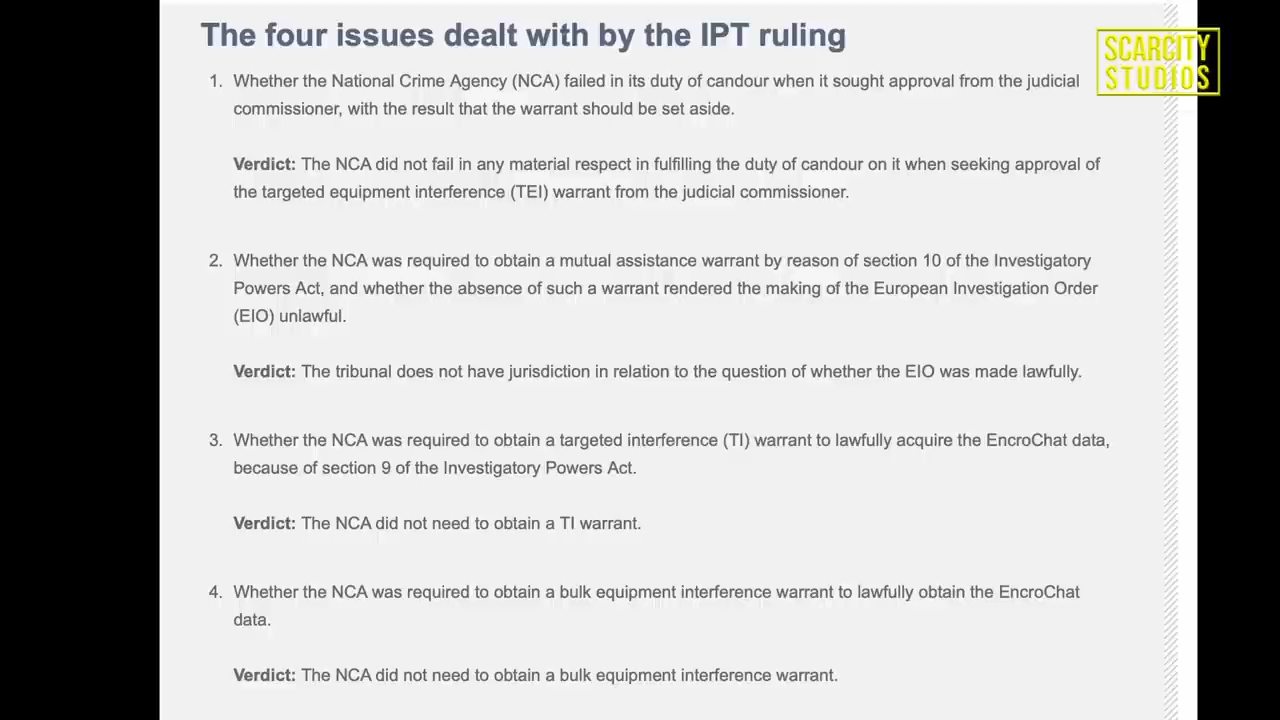 The four issues dealt with by the IPT ruling
SCARCITY
STUDIOS
1. Whether the National Crime Agency (NCA) failed in its duty of candour when it sought approval from the judicial
commissioner, with the result that the warrant should be set aside.
Verdict: The NCA did not fail in any material respect in fulfilling the duty of candour on it when seeking approval of
the targeted equipment interference (TEI) warrant from the judicial commissioner.
2. Whether the NCA was required to obtain a mutual assistance warrant by reason of section 10 of the Investigatory
Powers Act, and whether the absence of such a warrant rendered the making of the European Investigation Order
(EIO) unlawful.
Verdict: The tribunal does not have jurisdiction in relation to the question of whether the EIO was made lawfully.
3. Whether the NCA was required to obtain a targeted interference (TI) warrant to lawfully acquire the EncroChat data,
because of section 9 of the Investigatory Powers Act.
Verdict: The NCA did not need to obtain a TI warrant.
4. Whether the NCA was required to obtain a bulk equipment interference warrant to lawfully obtain the EncroChat
data.
Verdict: The NCA did not need to obtain a bulk equipment interference warrant.